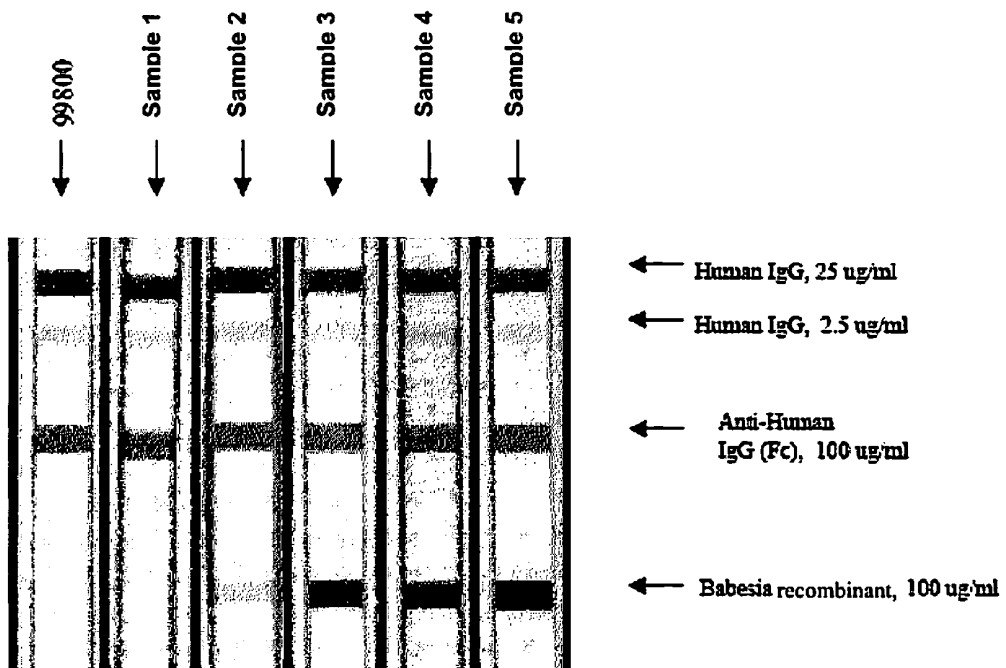 99800
Sample 1
Sample 2
Sample 3
Sample 4
Sample 5
Human IgG, 25 ug/ml
Human IgG, 2.5 ug/ml
Anti-Human
IgG (Fc), 100 ug/ml
Babesia recombinant, 100 ug/ml